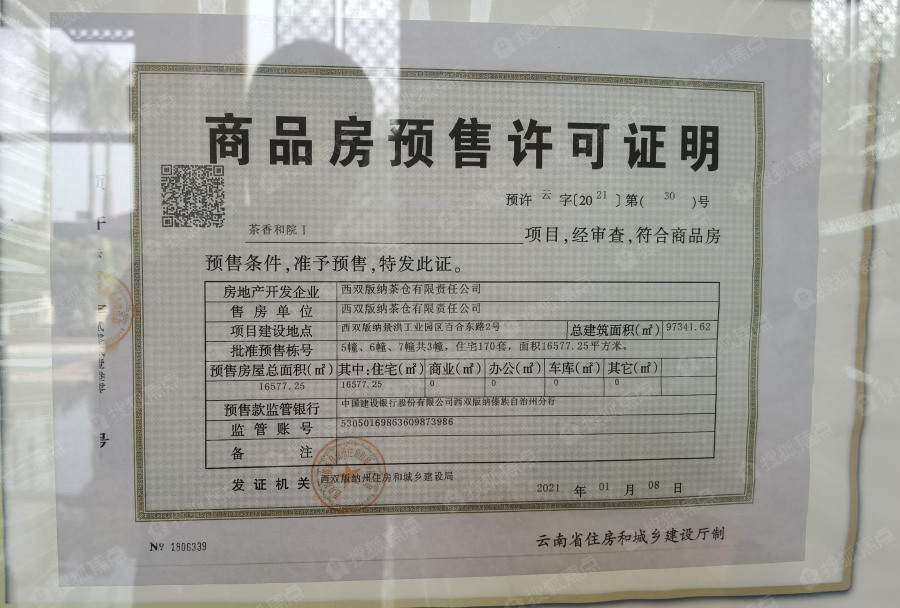 商品房预售许可证明
预许 云 字〔2021〕第( 30 )号
茶香和院Ⅰ 项目,经审查,符合商品房
预售条件,准予预售,特发此证。
房地产开发企业 西双版纳茶仓有限责任公司
售房单位 西双版纳茶仓有限责任公司
项目建设地点 西双版纳景洪工业园区百合东路2号 总建筑面积(㎡) 97341.62
批准预售栋号 5幢、6幢、7幢共3幢,住宅170套,面积16577.25平方米。
预售房屋总面积(㎡) 其中:住宅(㎡) 商业(㎡) 办公(㎡) 车库(㎡) 其它(㎡)
16577.25 16577.25 0 0 0 0
预售款监管银行 中国建设银行股份有限公司西双版纳傣族自治州分行
监管账号 53050169863609873986
备注
发证机关 西双版纳州住房和城乡建设局
2021 年 01 月 08 日
№ 1806339
云南省住房和城乡建设厅制